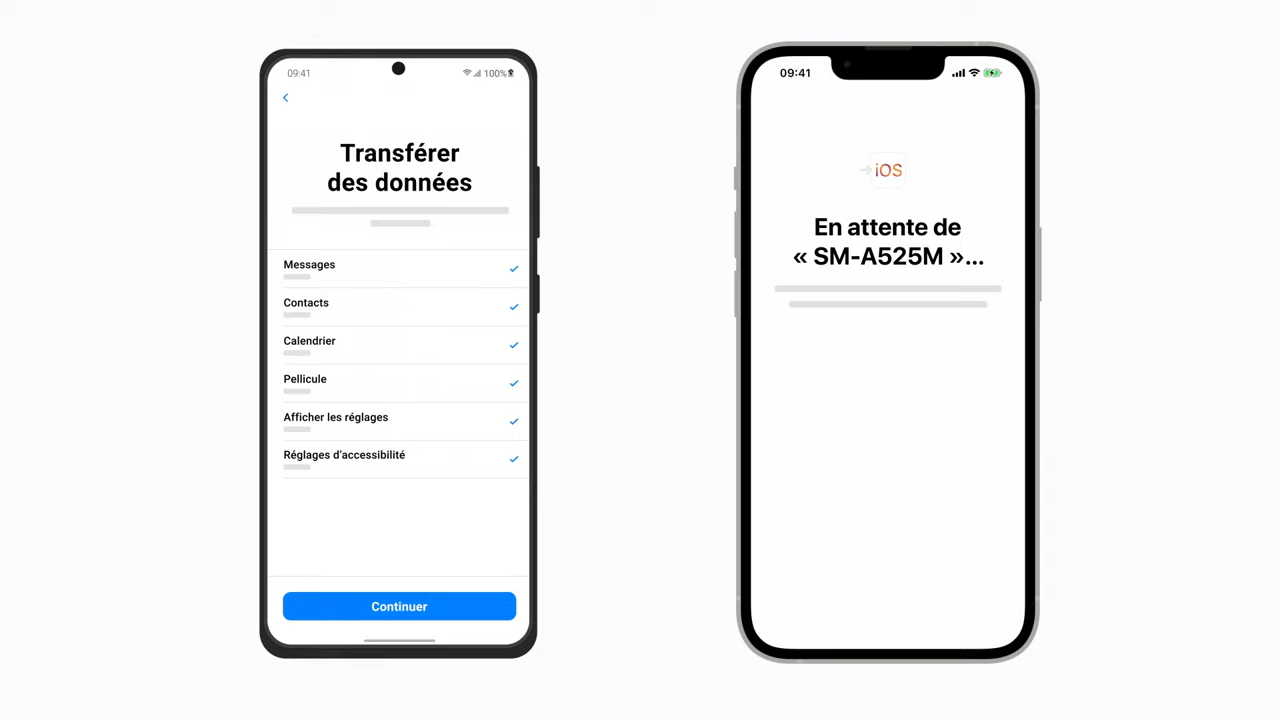 09:41
100%
Transférer
des données
Messages
Contacts
Calendrier
Pellicule
Afficher les réglages
Réglages d'accessibilité
Continuer
09:41
iOS
En attente de
« SM-A525M »...